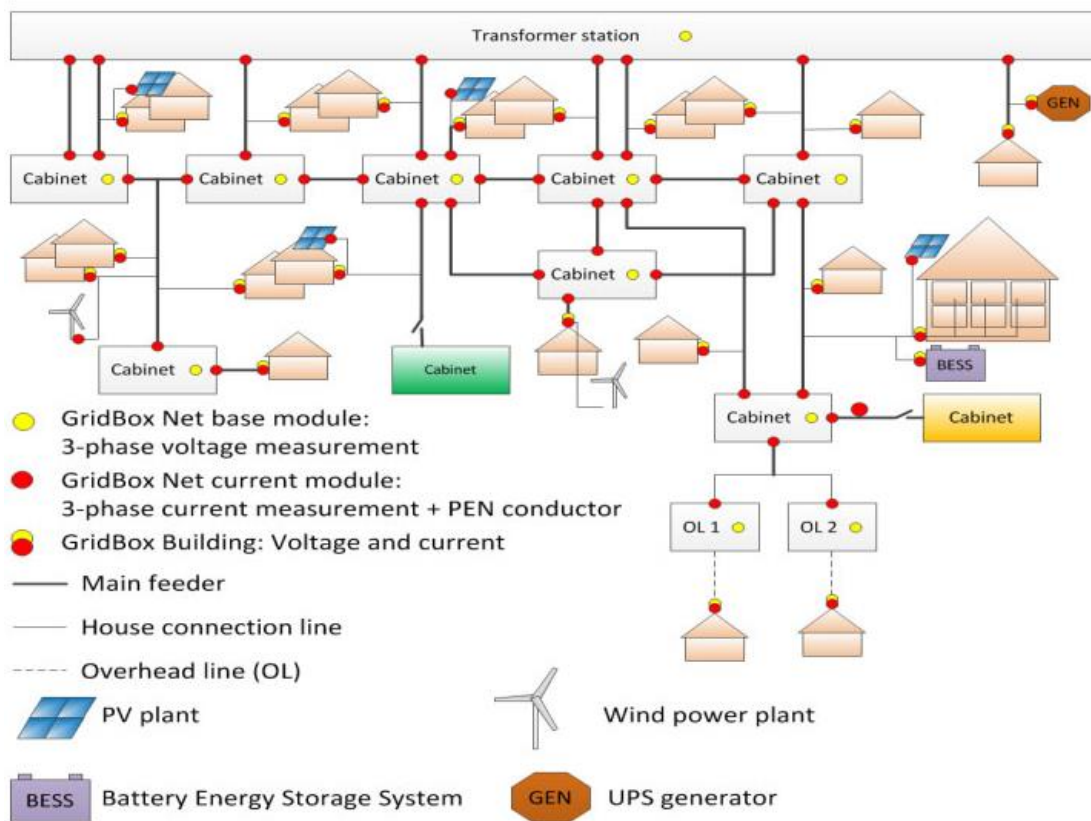 Transformer station
GEN
Cabinet
Cabinet
Cabinet
Cabinet
Cabinet
Cabinet
Cabinet
Cabinet
BESS
Cabinet
Cabinet
GridBox Net base module:
3-phase voltage measurement
GridBox Net current module:
3-phase current measurement + PEN conductor
OL 1
OL 2
GridBox Building: Voltage and current
Main feeder
House connection line
Overhead line (OL)
PV plant
Wind power plant
BESS
Battery Energy Storage System
GEN
UPS generator